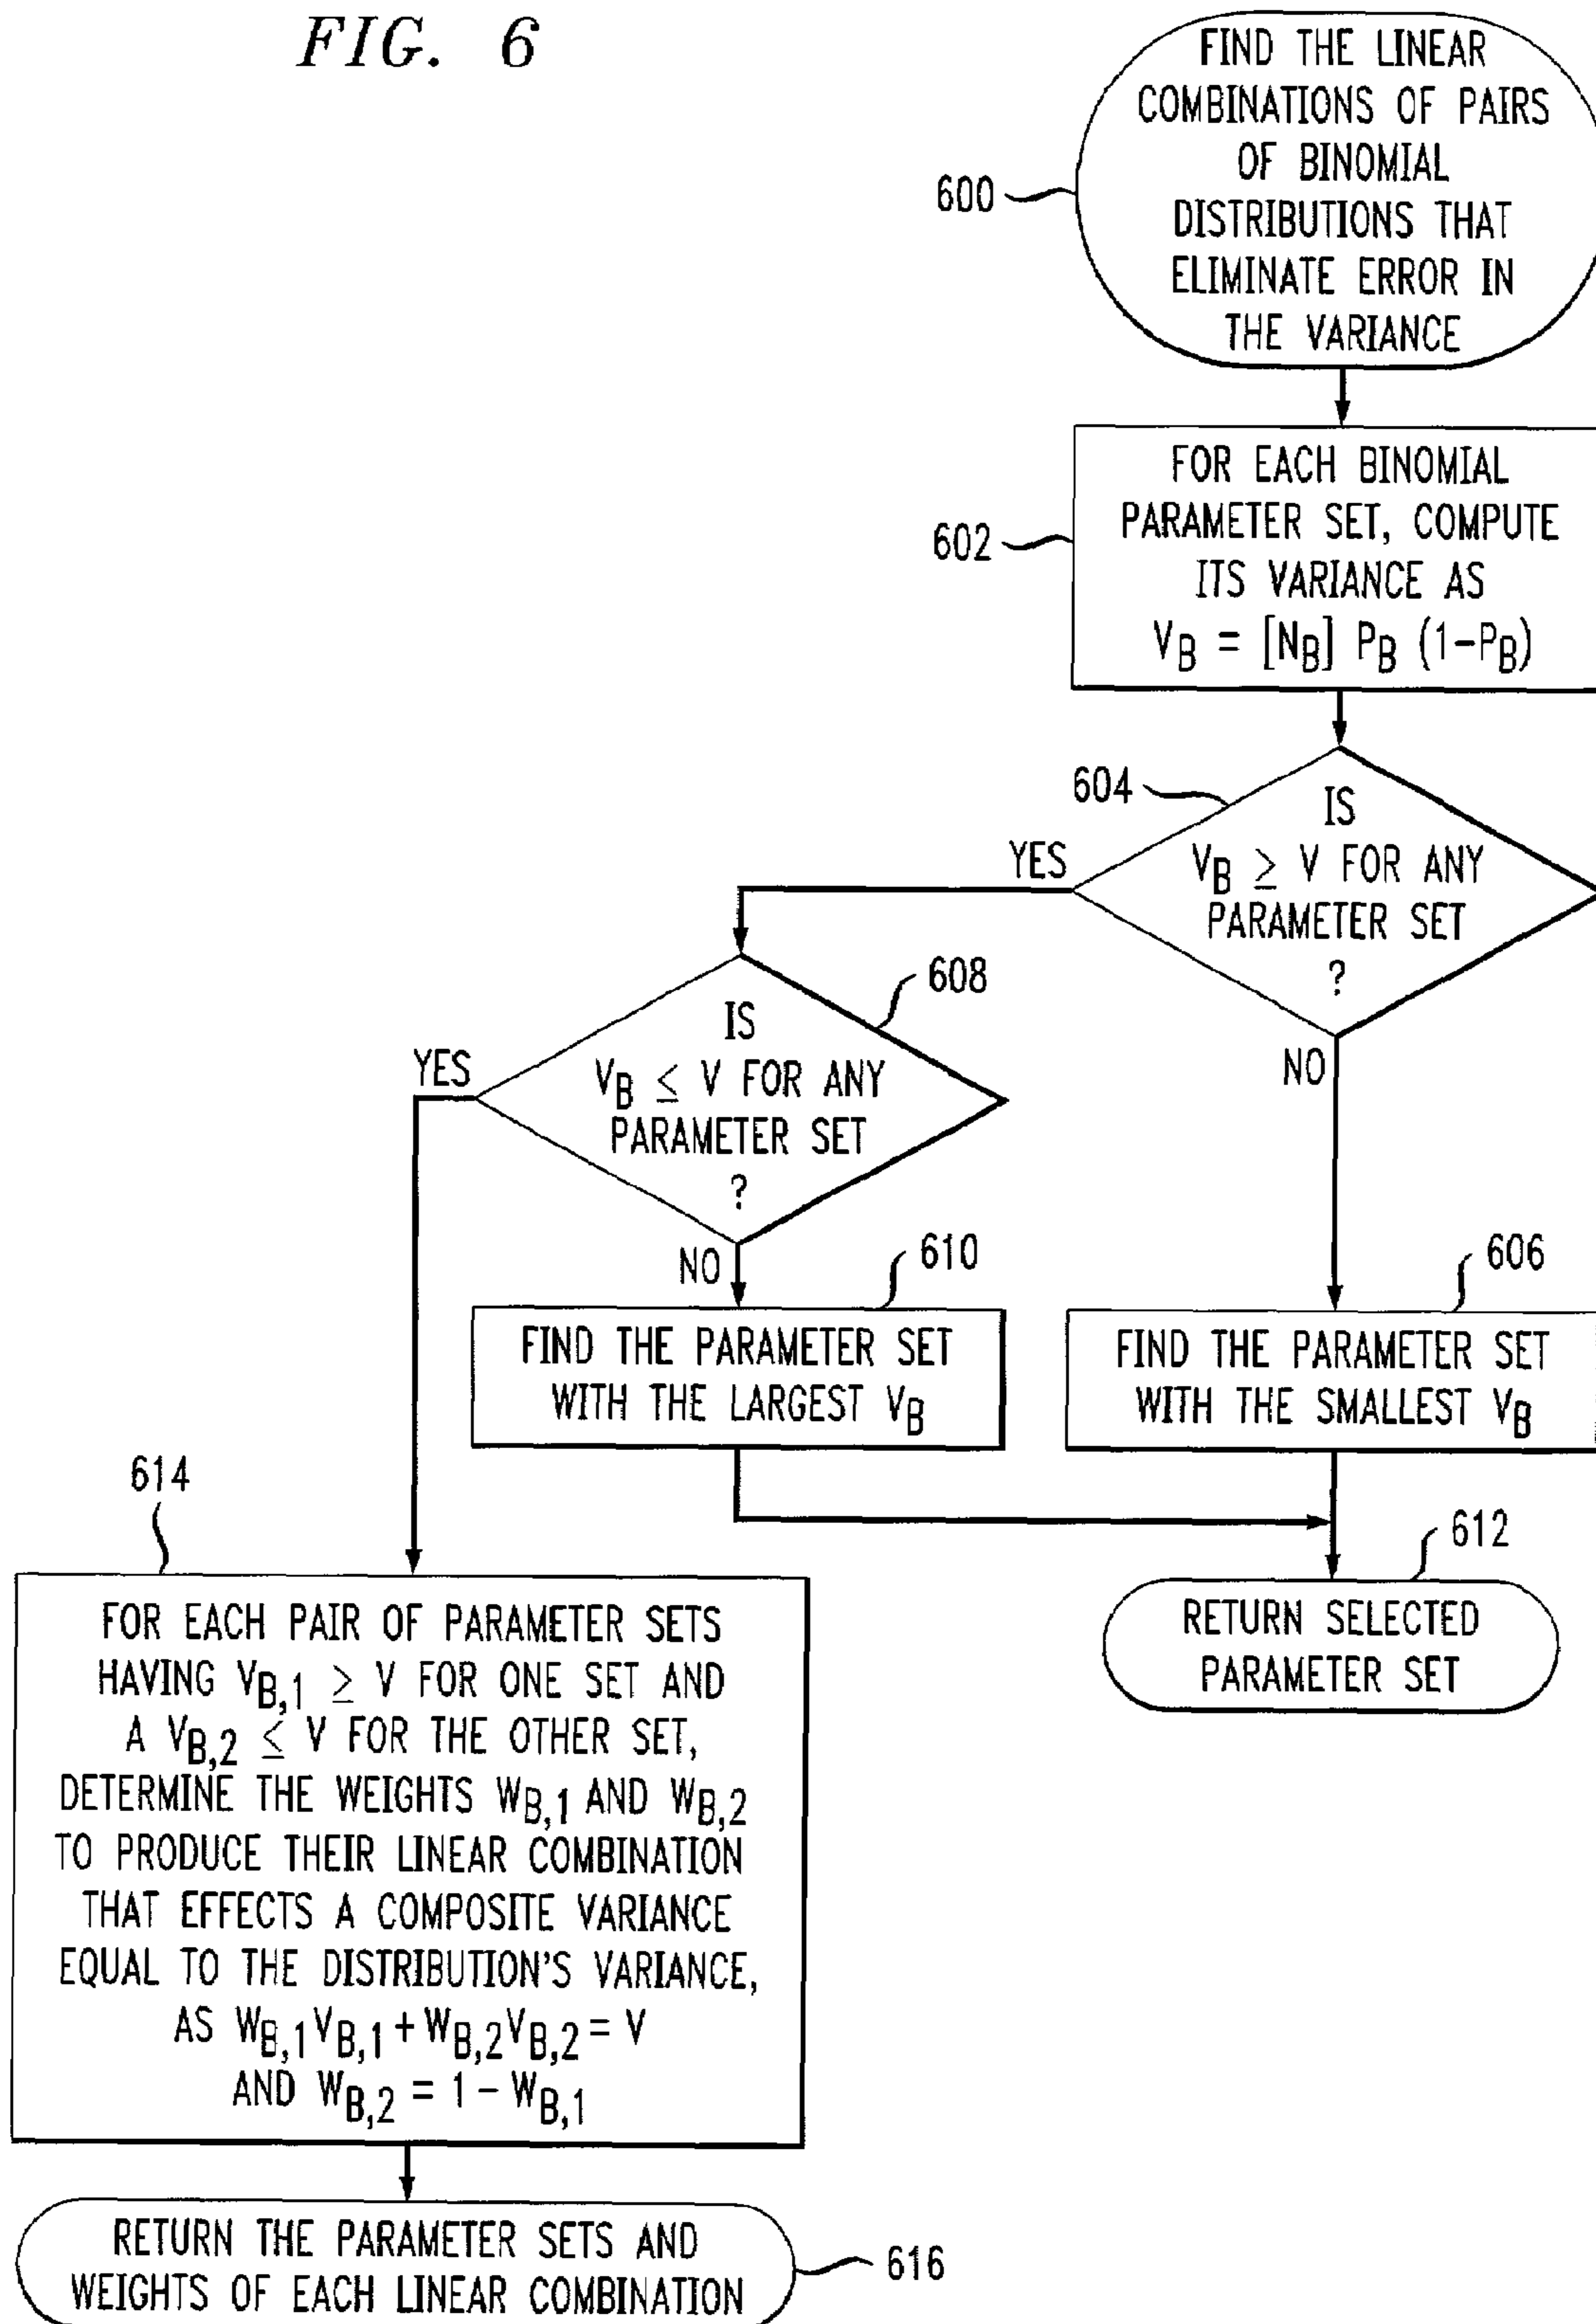 FIG. 6
FIND THE LINEAR
COMBINATIONS OF PAIRS
OF BINOMIAL
DISTRIBUTIONS THAT
ELIMINATE ERROR IN
THE VARIANCE
600
FOR EACH BINOMIAL
PARAMETER SET, COMPUTE
ITS VARIANCE AS
V_B = [N_B] P_B (1-P_B)
602
604
IS
V_B ≥ V FOR ANY
PARAMETER SET
?
YES
NO
608
IS
V_B ≤ V FOR ANY
PARAMETER SET
?
YES
NO
610
FIND THE PARAMETER SET
WITH THE LARGEST V_B
606
FIND THE PARAMETER SET
WITH THE SMALLEST V_B
612
RETURN SELECTED
PARAMETER SET
614
FOR EACH PAIR OF PARAMETER SETS
HAVING V_B,1 ≥ V FOR ONE SET AND
A V_B,2 ≤ V FOR THE OTHER SET,
DETERMINE THE WEIGHTS W_B,1 AND W_B,2
TO PRODUCE THEIR LINEAR COMBINATION
THAT EFFECTS A COMPOSITE VARIANCE
EQUAL TO THE DISTRIBUTION'S VARIANCE,
AS W_B,1 V_B,1 + W_B,2 V_B,2 = V
AND W_B,2 = 1 - W_B,1
RETURN THE PARAMETER SETS AND
WEIGHTS OF EACH LINEAR COMBINATION
616